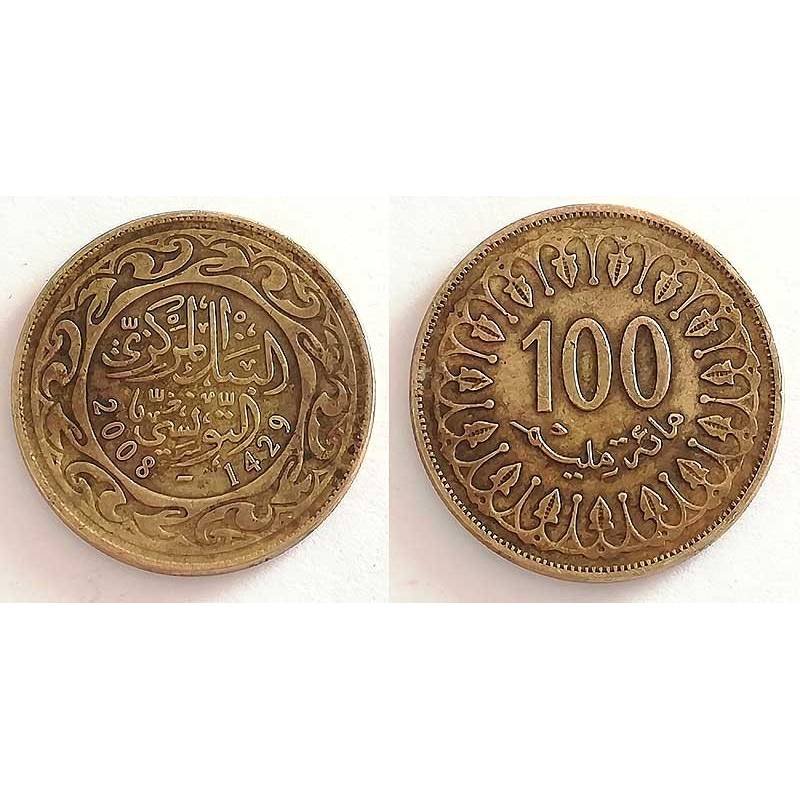 البنك المركزي
التونسي
2008 - 1429
100
مائة مليم